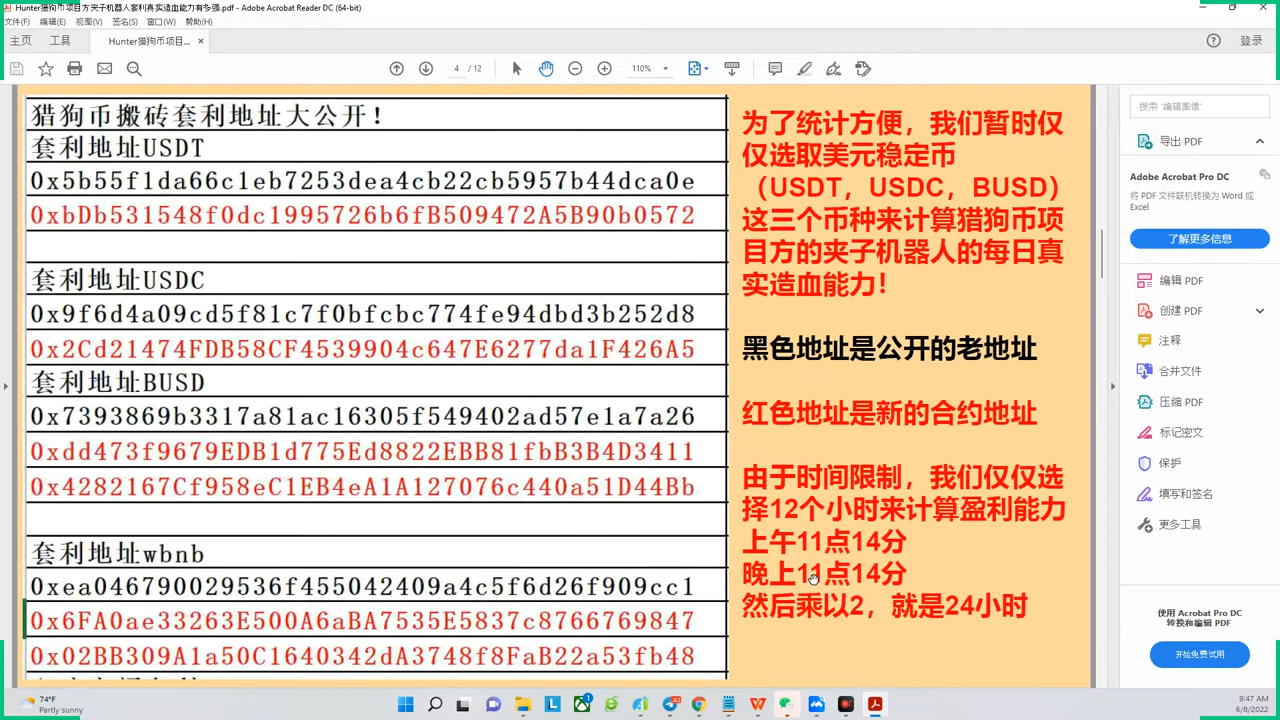 Hunter猎狗币项目方夹子机器人套利真实造血能力有多强.pdf - Adobe Acrobat Reader DC (64-bit)
文件(F) 编辑(E) 视图(V) 签名(S) 窗口(W) 帮助(H)
主页 工具 Hunter猎狗币项目... × 登录
4 / 12 110%
猎狗币搬砖套利地址大公开！
套利地址USDT
0x5b55f1da66c1eb7253dea4cb22cb5957b44dca0e
0xbDb531548f0dc1995726b6fB509472A5B90b0572
套利地址USDC
0x9f6d4a09cd5f81c7f0bfcbc774fe94dbd3b252d8
0x2Cd21474FDB58CF4539904c647E6277da1F426A5
套利地址BUSD
0x7393869b3317a81ac16305f549402ad57e1a7a26
0xdd473f9679EDB1d775Ed8822EBB81fbB3B4D3411
0x4282167Cf958eC1EB4eA1A127076c440a51D44Bb
套利地址wbnb
0xea046790029536f455042409a4c5f6d26f909cc1
0x6FA0ae33263E500A6aBA7535E5837c8766769847
0x02BB309A1a50C1640342dA3748f8FaB22a53fb48
为了统计方便，我们暂时仅
仅选取美元稳定币
（USDT，USDC，BUSD）
这三个币种来计算猎狗币项
目方的夹子机器人的每日真
实造血能力！
黑色地址是公开的老地址
红色地址是新的合约地址
由于时间限制，我们仅仅选
择12个小时来计算盈利能力
上午11点14分
晚上11点14分
然后乘以2，就是24小时
搜索 '编辑图像'
导出 PDF
Adobe Acrobat Pro DC
将 PDF 文件联机转换为 Word 或
Excel
了解更多信息
编辑 PDF
创建 PDF
注释
合并文件
压缩 PDF
标记密文
保护
填写和签名
更多工具
使用 Acrobat Pro DC
转换和编辑 PDF
开始免费试用
74°F
Partly sunny
9:47 AM
6/8/2022